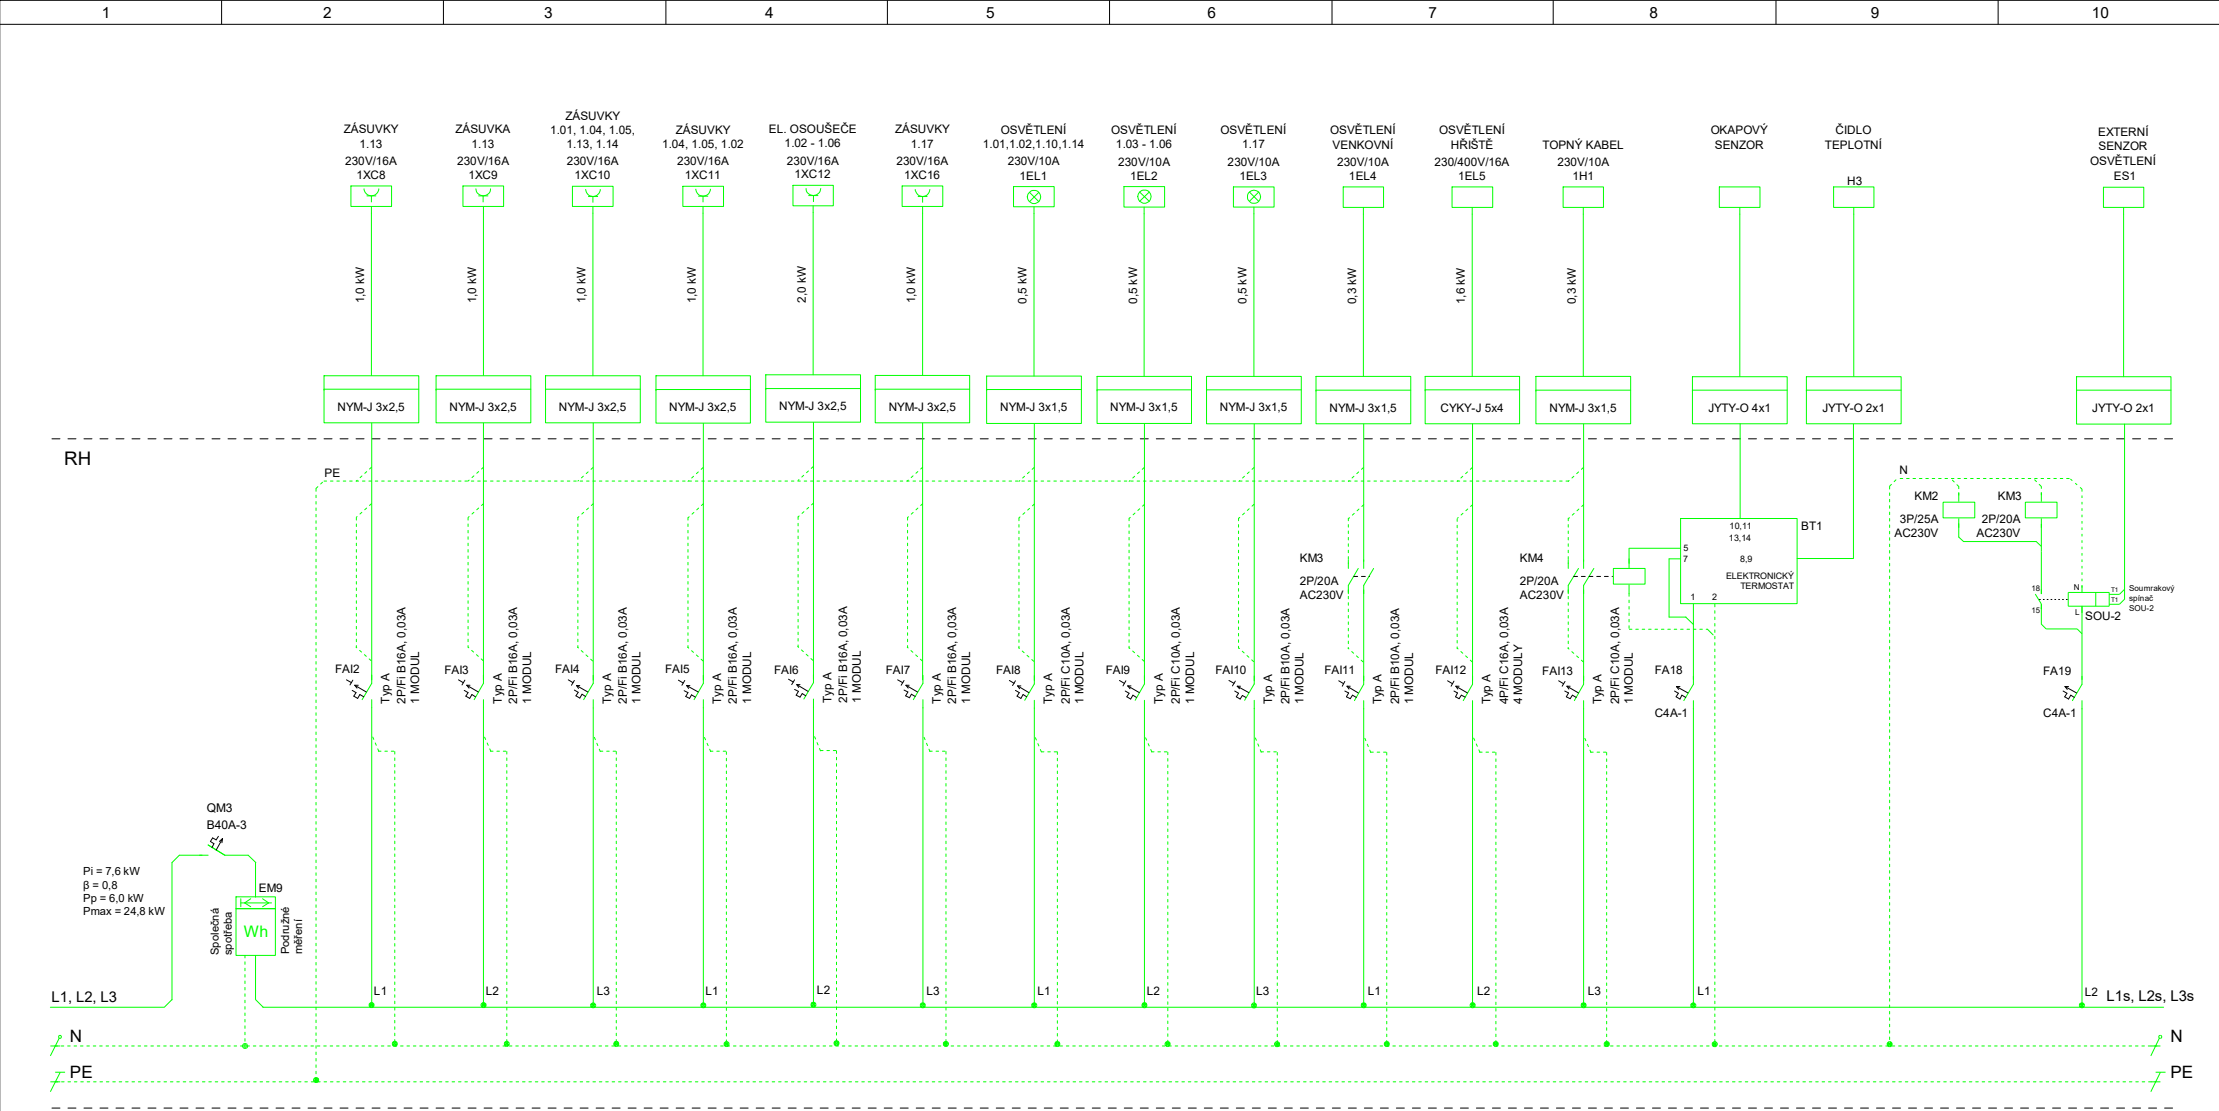 1 2 3 4 5 6 7 8 9 10
ZÁSUVKY
1.13
230V/16A
1XC8
ZÁSUVKA
1.13
230V/16A
1XC9
ZÁSUVKY
1.01, 1.04, 1.05,
1.13, 1.14
230V/16A
1XC10
ZÁSUVKY
1.04, 1.05, 1.02
230V/16A
1XC11
EL. OSOUŠEČE
1.02 - 1.06
230V/16A
1XC12
ZÁSUVKY
1.17
230V/16A
1XC16
OSVĚTLENÍ
1.01,1.02,1.10,1.14
230V/10A
1EL1
OSVĚTLENÍ
1.03 - 1.06
230V/10A
1EL2
OSVĚTLENÍ
1.17
230V/10A
1EL3
OSVĚTLENÍ
VENKOVNÍ
230V/10A
1EL4
OSVĚTLENÍ
HŘIŠTĚ
230/400V/16A
1EL5
TOPNÝ KABEL
230V/10A
1H1
OKAPOVÝ
SENZOR
ČIDLO
TEPLOTNÍ
H3
EXTERNÍ
SENZOR
OSVĚTLENÍ
ES1
1,0 kW
1,0 kW
1,0 kW
1,0 kW
2,0 kW
1,0 kW
0,5 kW
0,5 kW
0,5 kW
0,3 kW
1,6 kW
0,3 kW
NYM-J 3x2,5
NYM-J 3x2,5
NYM-J 3x2,5
NYM-J 3x2,5
NYM-J 3x2,5
NYM-J 3x2,5
NYM-J 3x1,5
NYM-J 3x1,5
NYM-J 3x1,5
NYM-J 3x1,5
CYKY-J 5x4
NYM-J 3x1,5
JYTY-O 4x1
JYTY-O 2x1
JYTY-O 2x1
RH
PE
N
KM2
3P/25A
AC230V
KM3
2P/20A
AC230V
KM3
2P/20A
AC230V
KM4
2P/20A
AC230V
BT1
10,11
13,14
5
7
8,9
ELEKTRONICKÝ
TERMOSTAT
1 2
18
15
N
L
T1
T1
Soumrakový
spínač
SOU-2
SOU-2
FAI2
Typ A
2P/Fi B16A, 0,03A
1 MODUL
FAI3
Typ A
2P/Fi B16A, 0,03A
1 MODUL
FAI4
Typ A
2P/Fi B16A, 0,03A
1 MODUL
FAI5
Typ A
2P/Fi B16A, 0,03A
1 MODUL
FAI6
Typ A
2P/Fi B16A, 0,03A
1 MODUL
FAI7
Typ A
2P/Fi B16A, 0,03A
1 MODUL
FAI8
Typ A
2P/Fi C10A, 0,03A
1 MODUL
FAI9
Typ A
2P/Fi C10A, 0,03A
1 MODUL
FAI10
Typ A
2P/Fi B10A, 0,03A
1 MODUL
FAI11
Typ A
2P/Fi B10A, 0,03A
1 MODUL
FAI12
Typ A
4P/Fi C16A, 0,03A
4 MODULY
FAI13
Typ A
2P/Fi C10A, 0,03A
1 MODUL
FA18
C4A-1
FA19
C4A-1
QM3
B40A-3
Pi = 7,6 kW
β = 0,8
Pp = 6,0 kW
Pmax = 24,8 kW
EM9
Wh
Společná
spotřeba
Podružné
měření
L1, L2, L3
L1 L2 L3 L1 L2 L3 L1 L2 L3 L1 L2 L3 L1 L2
L1s, L2s, L3s
N N
PE PE